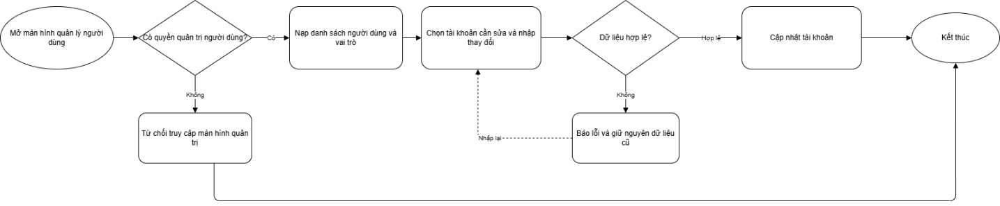 Mở màn hình quản lý người
dùng
Có quyền quản trị người dùng?
Có
Nạp danh sách người dùng và
vai trò
Chọn tài khoản cần sửa và nhập
thay đổi
Dữ liệu hợp lệ?
Hợp lệ
Cập nhật tài khoản
Kết thúc
Không
Không
Từ chối truy cập màn hình quản
trị
Nhập lại
Báo lỗi và giữ nguyên dữ liệu
cũ